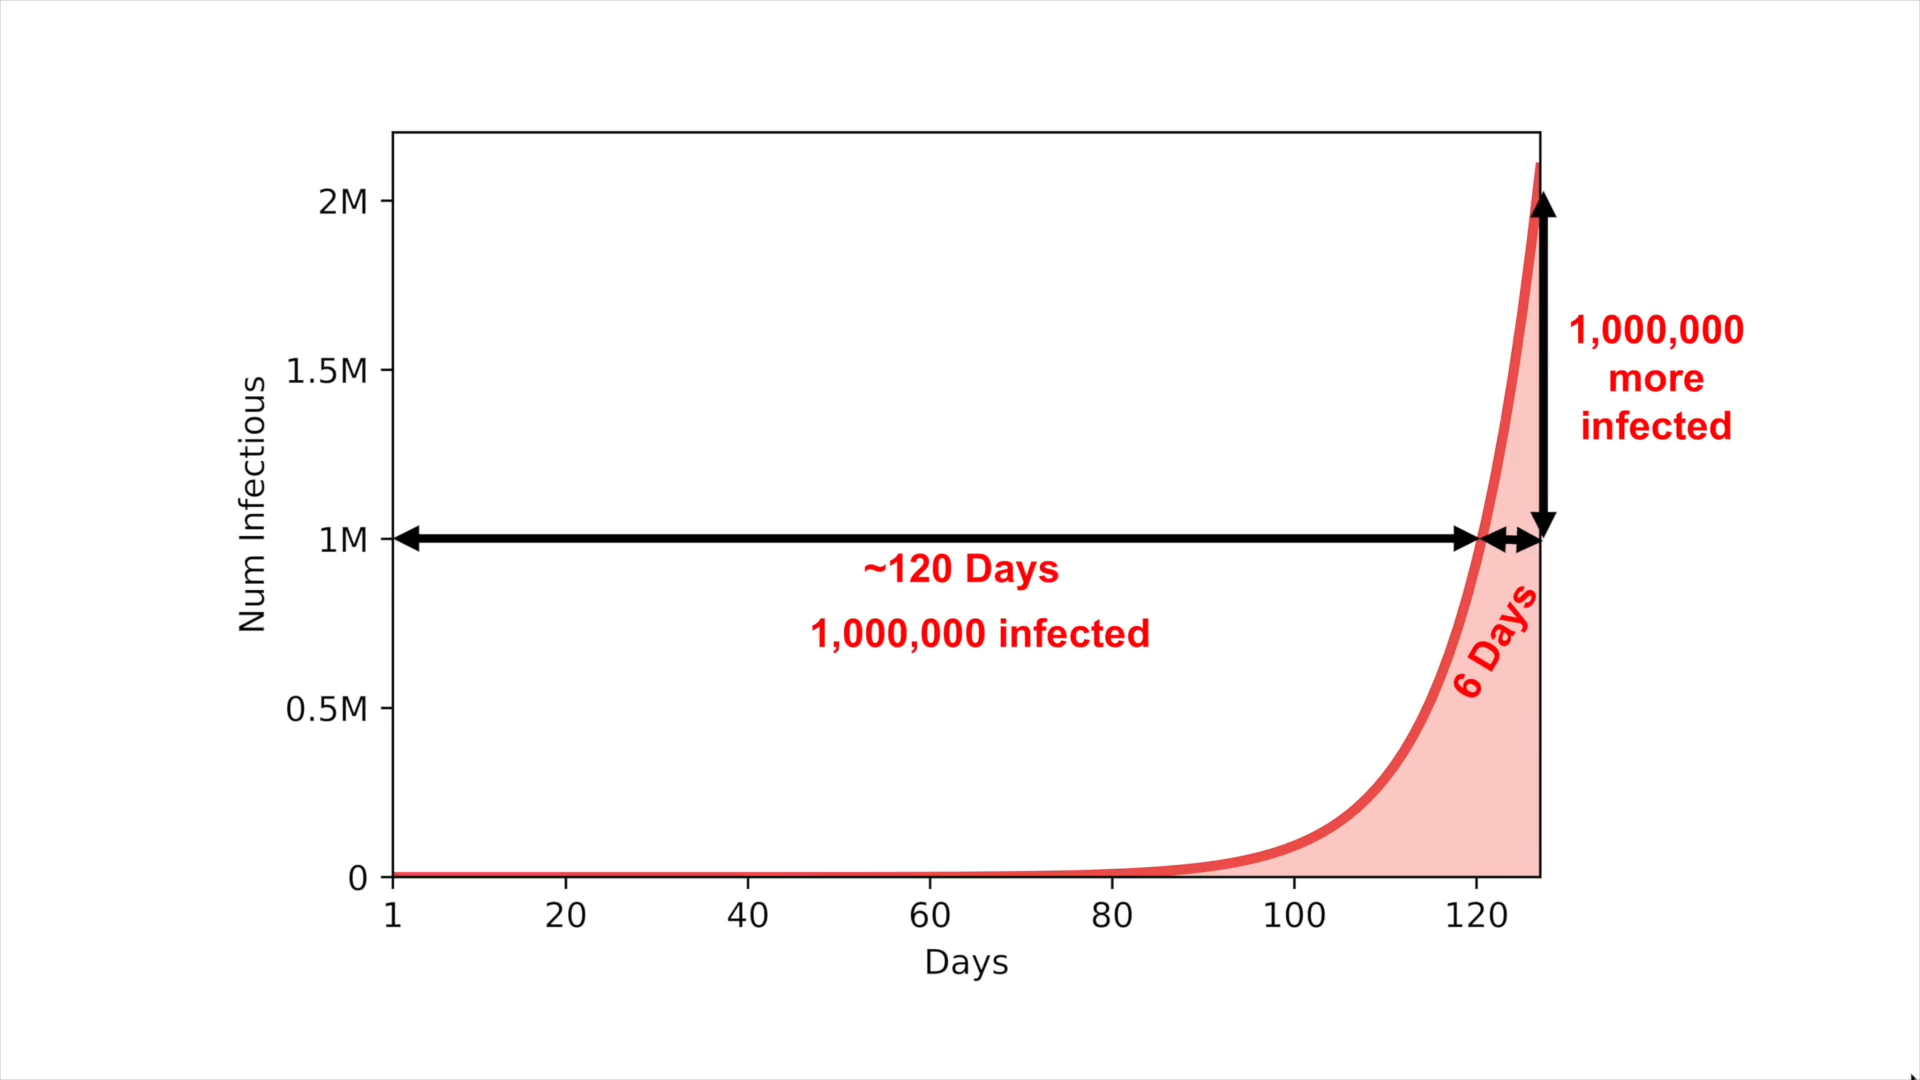 2M
1.5M
1M
0.5M
0
Num Infectious
1,000,000
more
infected
~120 Days
1,000,000 infected
6 Days
1 20 40 60 80 100 120
Days